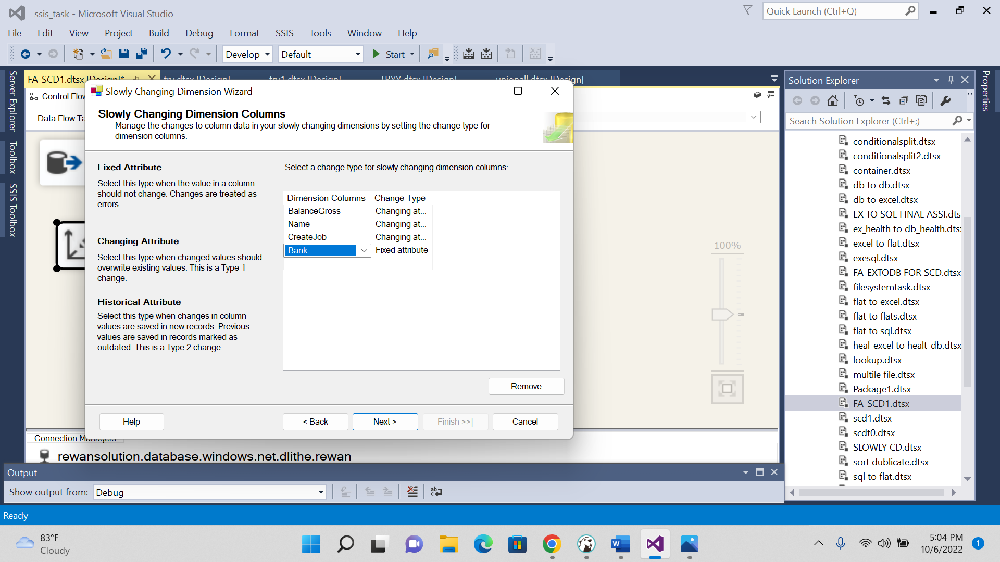 ssis_task - Microsoft Visual Studio
Quick Launch (Ctrl+Q)
File Edit View Project Build Debug Format SSIS Tools Window Help
Develop Default Start
Server Explorer
Toolbox
SSIS Toolbox
FA_SCD1.dtsx [Design]* try.dtsx [Design] try1.dtsx [Design] TRYY.dtsx [Design] unionall.dtsx [Design]
Control Flow
Data Flow Ta
Slowly Changing Dimension Wizard
Slowly Changing Dimension Columns
Manage the changes to column data in your slowly changing dimensions by setting the change type for
dimension columns.
Fixed Attribute
Select this type when the value in a column
should not change. Changes are treated as
errors.
Changing Attribute
Select this type when changed values should
overwrite existing values. This is a Type 1
change.
Historical Attribute
Select this type when changes in column
values are saved in new records. Previous
values are saved in records marked as
outdated. This is a Type 2 change.
Select a change type for slowly changing dimension columns:
Dimension Columns Change Type
BalanceGross Changing at...
Name Changing at...
CreateJob Changing at...
Bank Fixed attribute
Remove
Help < Back Next > Finish >>| Cancel
100%
Connection Managers
rewansolution.database.windows.net.dlithe.rewan
Output
Show output from: Debug
Solution Explorer
Search Solution Explorer (Ctrl+;)
conditionalsplit.dtsx
conditionalsplit2.dtsx
container.dtsx
db to db.dtsx
db to excel.dtsx
EX TO SQL FINAL ASSI.dts
ex_health to db_health.dts
excel to flat.dtsx
exesql.dtsx
FA_EXTODB FOR SCD.dtsx
filesystemtask.dtsx
flat to excel.dtsx
flat to flats.dtsx
flat to sql.dtsx
heal_excel to healt_db.dtsx
lookup.dtsx
multile file.dtsx
Package1.dtsx
FA_SCD1.dtsx
scd1.dtsx
scdt0.dtsx
SLOWLY CD.dtsx
sort dublicate.dtsx
sql to flat.dtsx
Properties
Ready
83°F
Cloudy
5:04 PM
10/6/2022
1